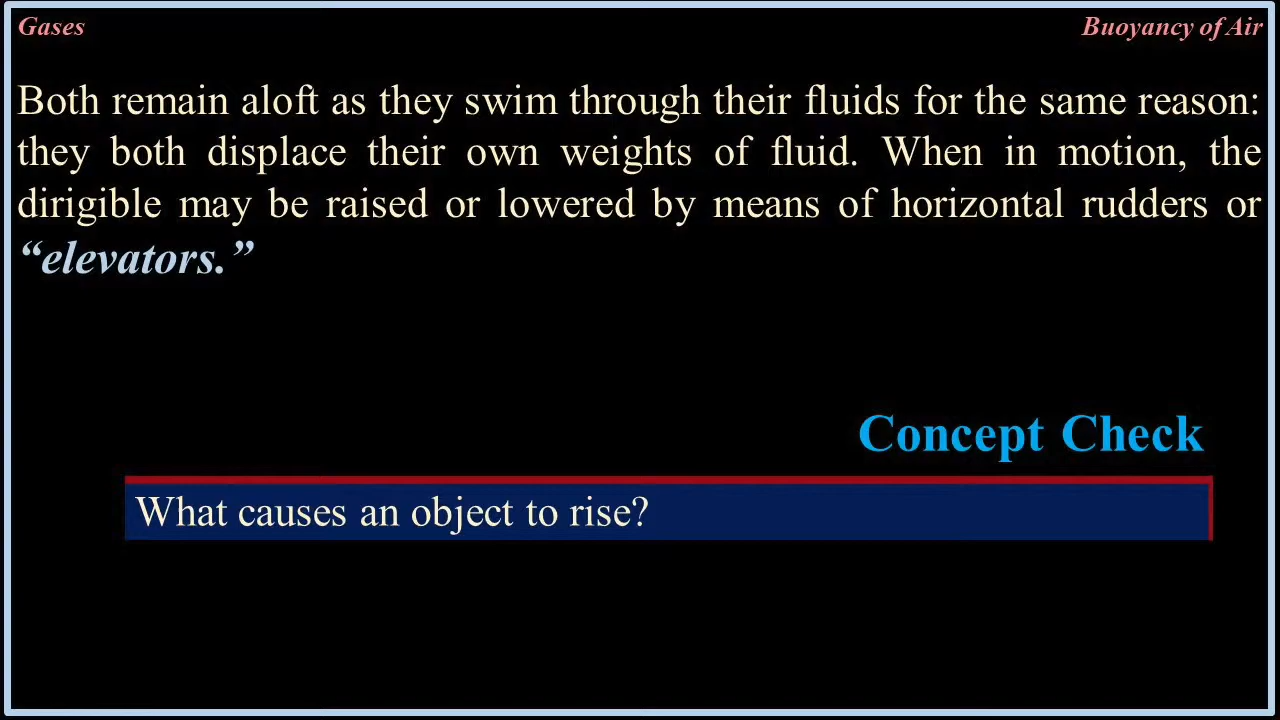 Gases
Buoyancy of Air
Both remain aloft as they swim through their fluids for the same reason:
they both displace their own weights of fluid. When in motion, the
dirigible may be raised or lowered by means of horizontal rudders or
“elevators.”
Concept Check
What causes an object to rise?